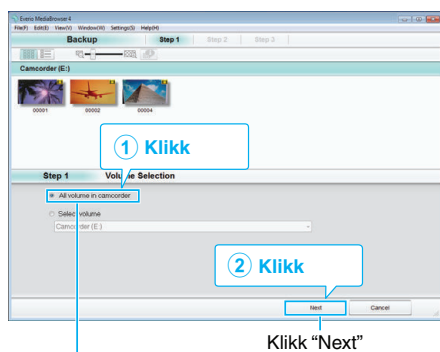 Everio MediaBrowser 4
File(F) Edit(E) View(V) Window(W) Settings(S) Help(H)
Backup Step 1 Step 2 Step 3
Camcorder (E:)
00001 00002 00004
1 Klikk
Step 1 Volume Selection
All volume in camcorder
Select volume
Camcorder (E:)
2 Klikk
Next Cancel
Klikk “Next”